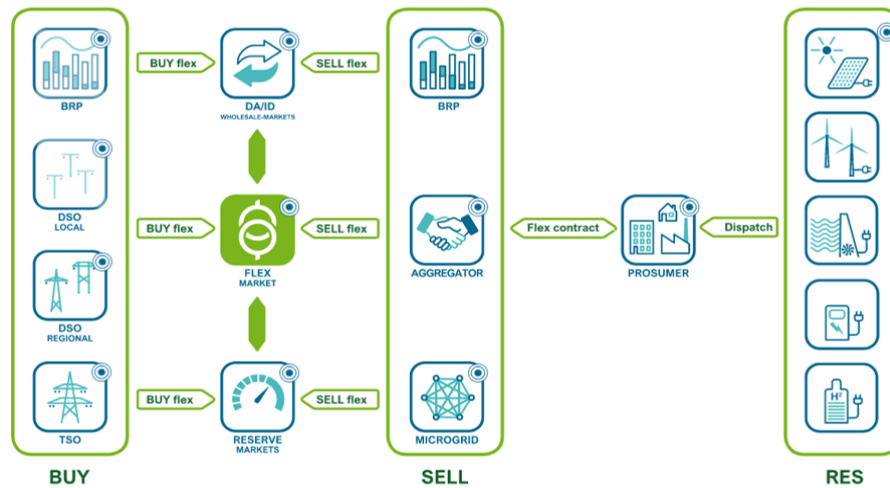 BUY flex
SELL flex
BRP
DA/ID
WHOLESALE-MARKETS
BRP
DSO
LOCAL
BUY flex
SELL flex
Flex contract
Dispatch
FLEX
MARKET
AGGREGATOR
PROSUMER
DSO
REGIONAL
BUY flex
SELL flex
H²
TSO
RESERVE
MARKETS
MICROGRID
BUY
SELL
RES